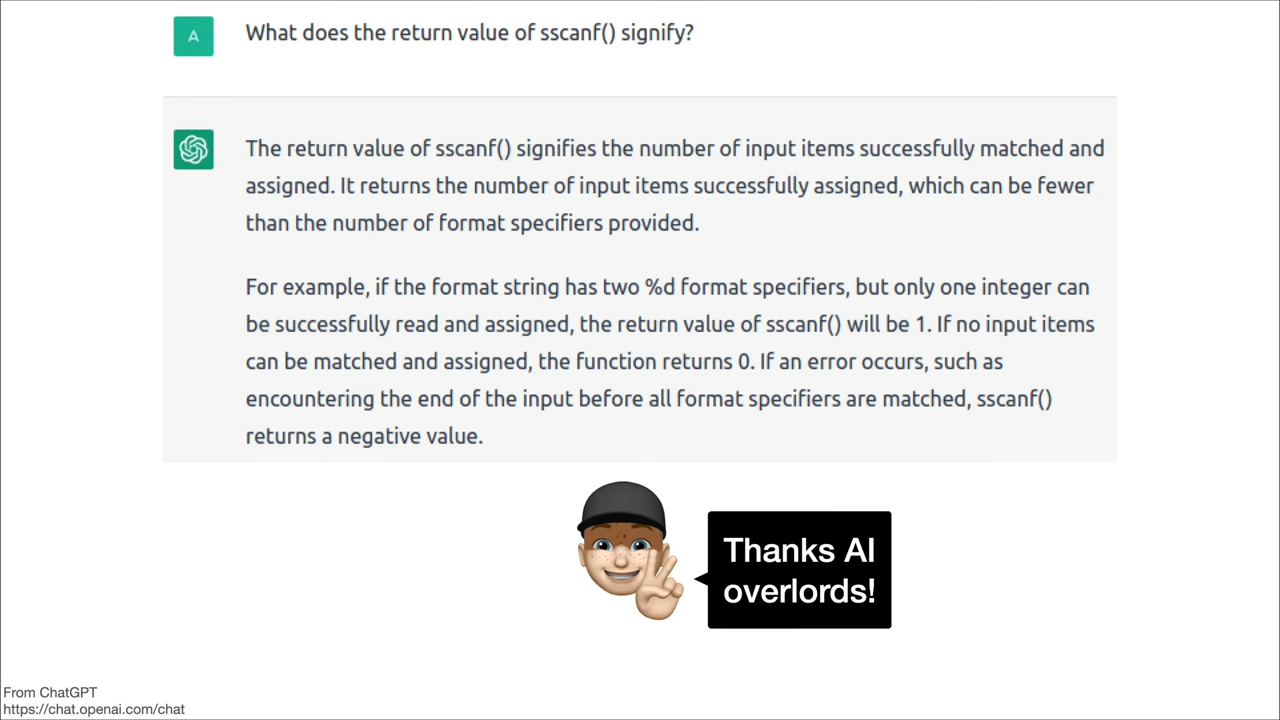 A
What does the return value of sscanf() signify?
The return value of sscanf() signifies the number of input items successfully matched and
assigned. It returns the number of input items successfully assigned, which can be fewer
than the number of format specifiers provided.
For example, if the format string has two %d format specifiers, but only one integer can
be successfully read and assigned, the return value of sscanf() will be 1. If no input items
can be matched and assigned, the function returns 0. If an error occurs, such as
encountering the end of the input before all format specifiers are matched, sscanf()
returns a negative value.
Thanks AI
overlords!
From ChatGPT
https://chat.openai.com/chat